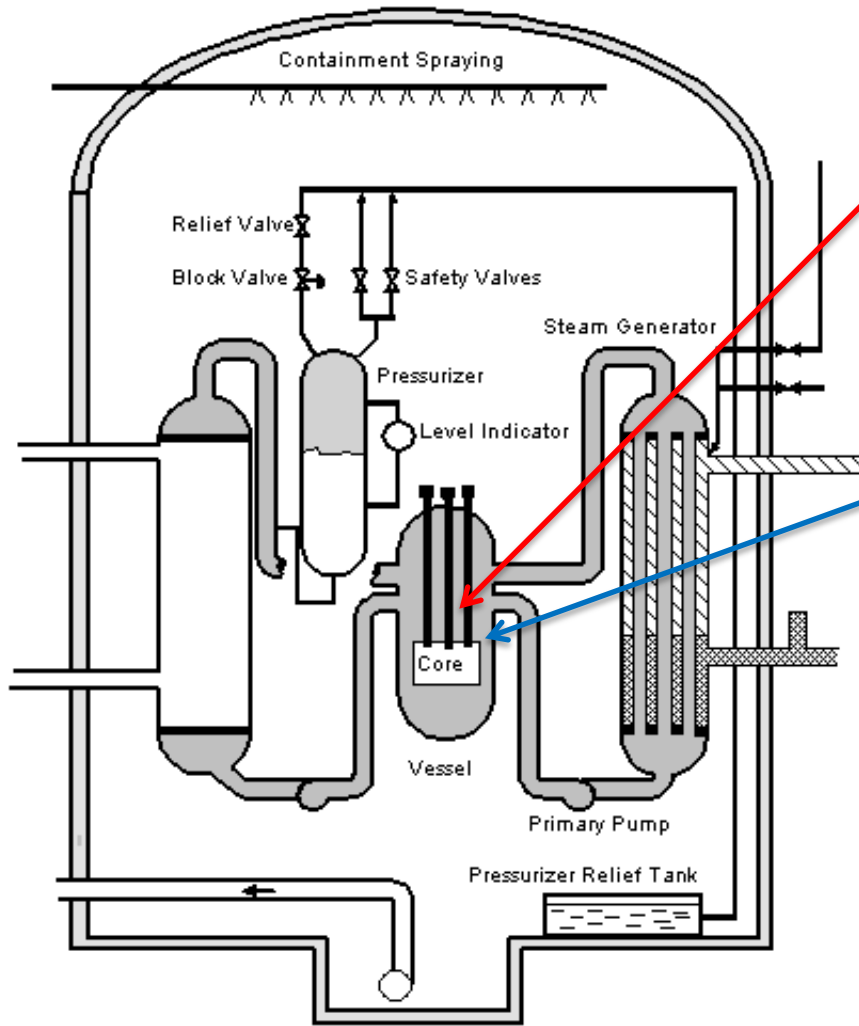 Containment Spraying
Relief Valve
Block Valve
Safety Valves
Steam Generator
Pressurizer
Level Indicator
Core
Vessel
Primary Pump
Pressurizer Relief Tank